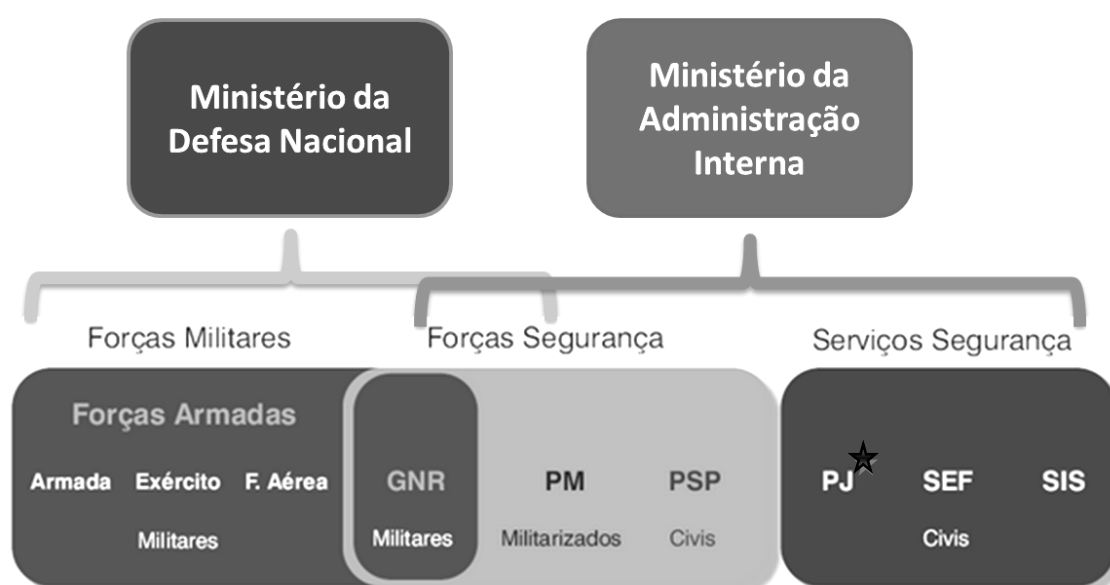 Ministério da
Defesa Nacional
Ministério da
Administração
Interna
Forças Militares
Forças Segurança
Serviços Segurança
Forças Armadas
Armada Exército F. Aérea
GNR
PM
PSP
PJ
SEF
SIS
Militares
Militares
Militarizados
Civis
Civis